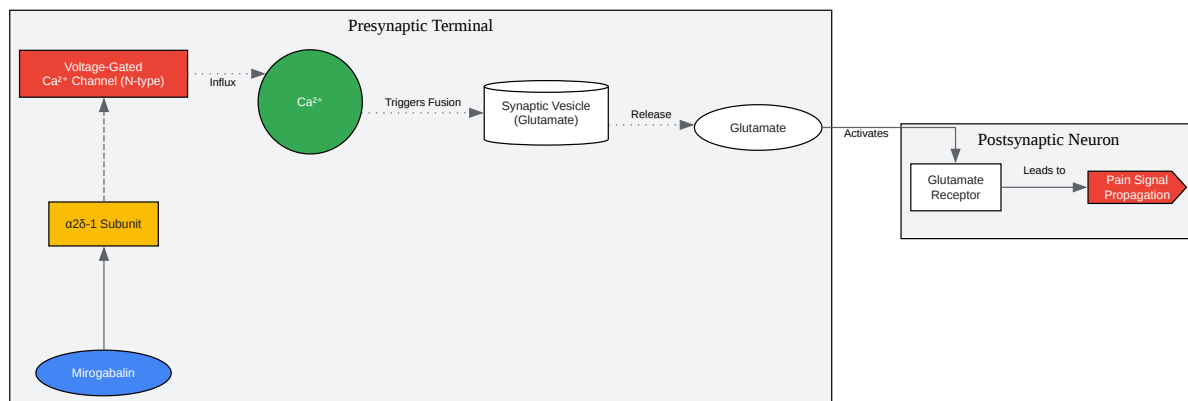 Presynaptic Terminal
Voltage-Gated
Ca²⁺ Channel (N-type)
Influx
Ca²⁺
Triggers Fusion
Synaptic Vesicle
(Glutamate)
Release
Glutamate
Activates
Postsynaptic Neuron
Glutamate
Receptor
Leads to
Pain Signal
Propagation
α2δ-1 Subunit
Mirogabalin